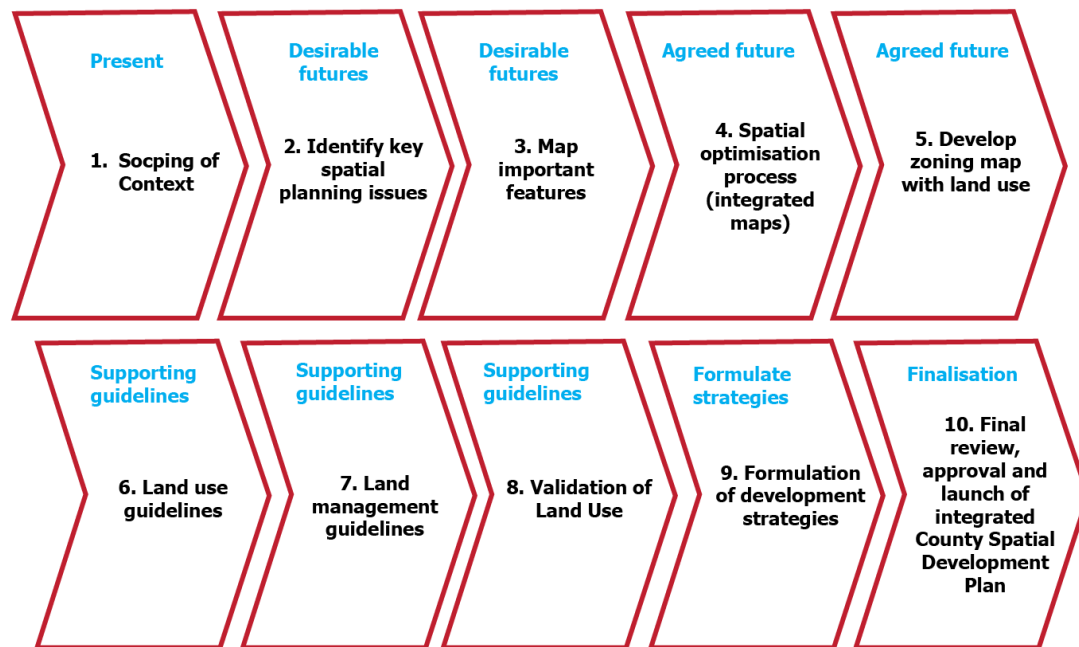 Present
1. Socping of
Context
Desirable
futures
2. Identify key
spatial
planning issues
Desirable
futures
3. Map
important
features
Agreed future
4. Spatial
optimisation
process
(integrated
maps)
Agreed future
5. Develop
zoning map
with land use
Supporting
guidelines
6. Land use
guidelines
Supporting
guidelines
7. Land
management
guidelines
Supporting
guidelines
8. Validation of
Land Use
Formulate
strategies
9. Formulation
of development
strategies
Finalisation
10. Final
review,
approval and
launch of
integrated
County Spatial
Development
Plan